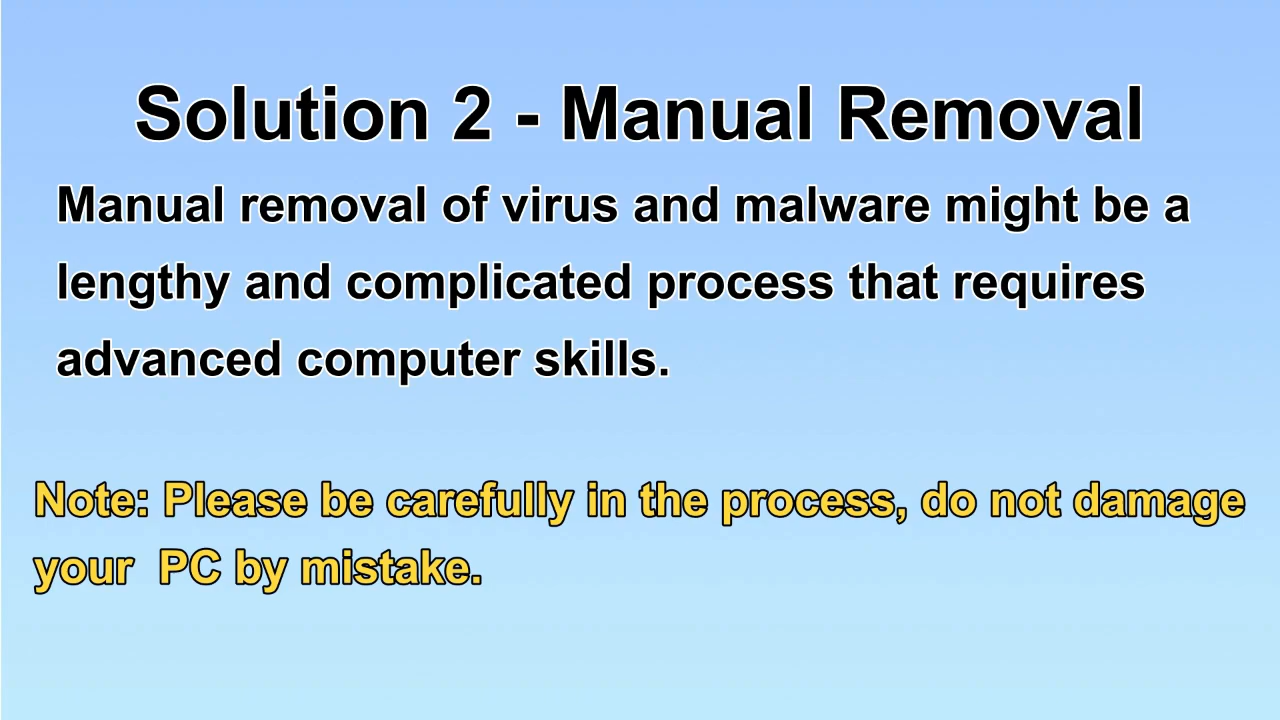 Solution 2 - Manual Removal
Manual removal of virus and malware might be a
lengthy and complicated process that requires
advanced computer skills.
Note: Please be carefully in the process, do not damage
your  PC by mistake.